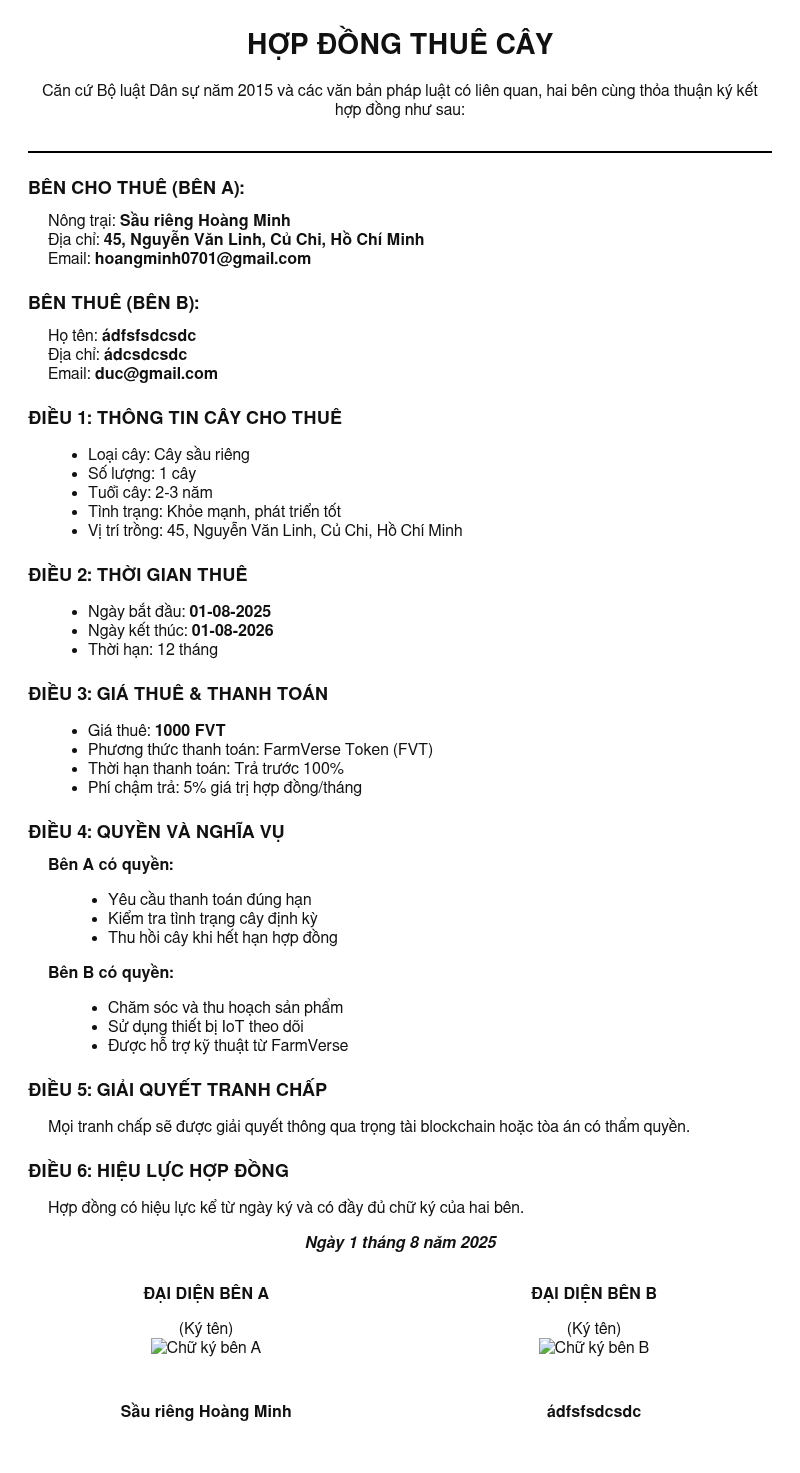 HỢP ĐỒNG THUÊ CÂY
Căn cứ Bộ luật Dân sự năm 2015 và các văn bản pháp luật có liên quan, hai bên cùng thỏa thuận ký kết
hợp đồng như sau:
BÊN CHO THUÊ (BÊN A):
Nông trại: Sầu riêng Hoàng Minh
Địa chỉ: 45, Nguyễn Văn Linh, Củ Chi, Hồ Chí Minh
Email: hoangminh0701@gmail.com
BÊN THUÊ (BÊN B):
Họ tên: ádfsfsdcsdc
Địa chỉ: ádcsdcsdc
Email: duc@gmail.com
ĐIỀU 1: THÔNG TIN CÂY CHO THUÊ
• Loại cây: Cây sầu riêng
• Số lượng: 1 cây
• Tuổi cây: 2-3 năm
• Tình trạng: Khỏe mạnh, phát triển tốt
• Vị trí trồng: 45, Nguyễn Văn Linh, Củ Chi, Hồ Chí Minh
ĐIỀU 2: THỜI GIAN THUÊ
• Ngày bắt đầu: 01-08-2025
• Ngày kết thúc: 01-08-2026
• Thời hạn: 12 tháng
ĐIỀU 3: GIÁ THUÊ & THANH TOÁN
• Giá thuê: 1000 FVT
• Phương thức thanh toán: FarmVerse Token (FVT)
• Thời hạn thanh toán: Trả trước 100%
• Phí chậm trả: 5% giá trị hợp đồng/tháng
ĐIỀU 4: QUYỀN VÀ NGHĨA VỤ
Bên A có quyền:
• Yêu cầu thanh toán đúng hạn
• Kiểm tra tình trạng cây định kỳ
• Thu hồi cây khi hết hạn hợp đồng
Bên B có quyền:
• Chăm sóc và thu hoạch sản phẩm
• Sử dụng thiết bị IoT theo dõi
• Được hỗ trợ kỹ thuật từ FarmVerse
ĐIỀU 5: GIẢI QUYẾT TRANH CHẤP
Mọi tranh chấp sẽ được giải quyết thông qua trọng tài blockchain hoặc tòa án có thẩm quyền.
ĐIỀU 6: HIỆU LỰC HỢP ĐỒNG
Hợp đồng có hiệu lực kể từ ngày ký và có đầy đủ chữ ký của hai bên.
Ngày 1 tháng 8 năm 2025
ĐẠI DIỆN BÊN A
(Ký tên)
Chữ ký bên A
Sầu riêng Hoàng Minh
ĐẠI DIỆN BÊN B
(Ký tên)
Chữ ký bên B
ádfsfsdcsdc